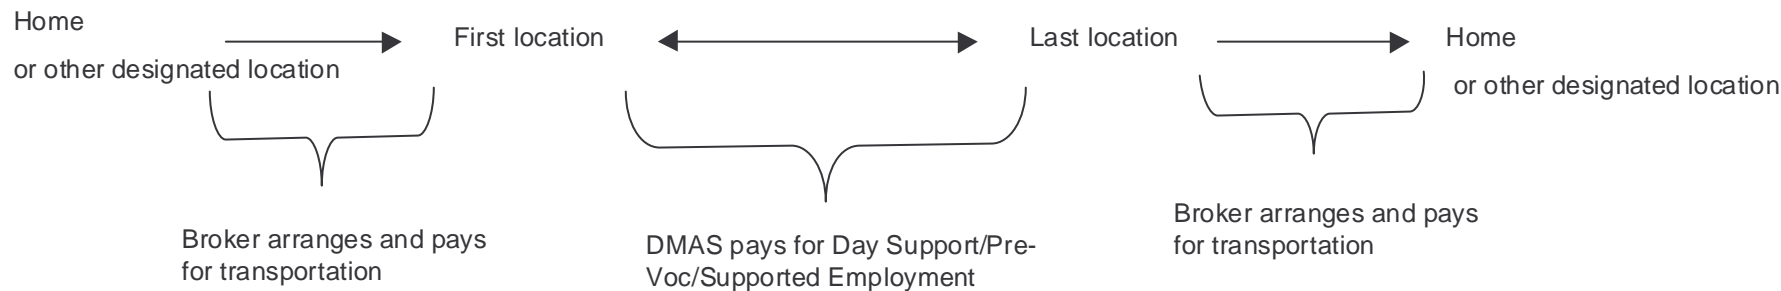 Home
or other designated location
First location
Last location
Home
or other designated location
Broker arranges and pays
for transportation
DMAS pays for Day Support/Pre-
Voc/Supported Employment
Broker arranges and pays
for transportation